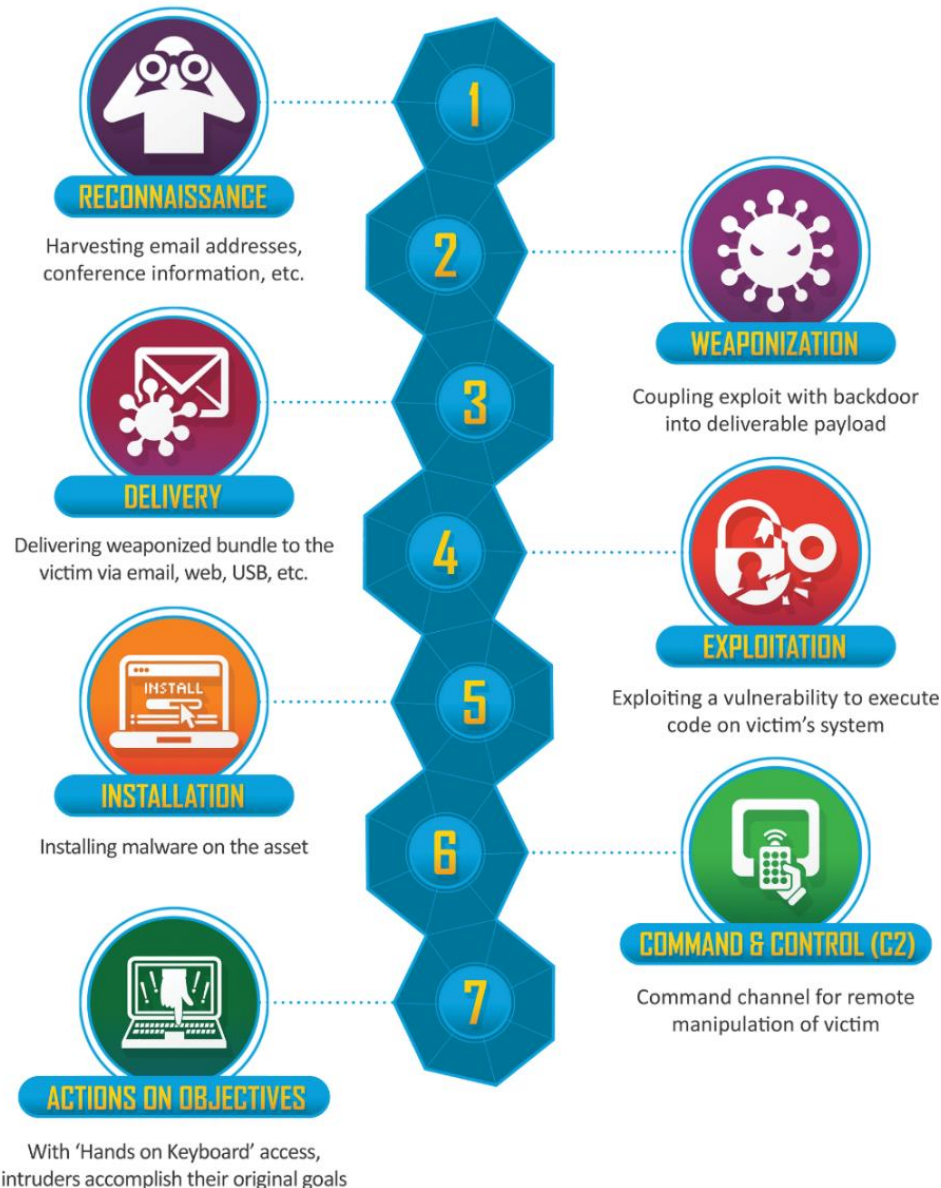 1
RECONNAISSANCE
Harvesting email addresses,
conference information, etc.
2
WEAPONIZATION
Coupling exploit with backdoor
into deliverable payload
3
DELIVERY
Delivering weaponized bundle to the
victim via email, web, USB, etc.
4
EXPLOITATION
Exploiting a vulnerability to execute
code on victim’s system
5
INSTALL
INSTALLATION
Installing malware on the asset
6
COMMAND & CONTROL (C2)
Command channel for remote
manipulation of victim
7
ACTIONS ON OBJECTIVES
With ‘Hands on Keyboard’ access,
intruders accomplish their original goals